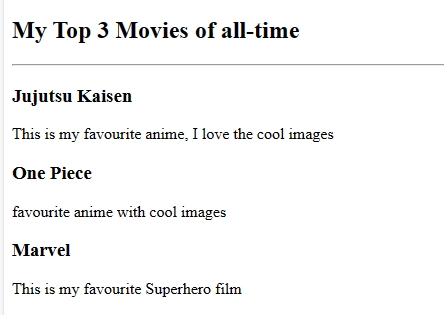 My Top 3 Movies of all-time
Jujutsu Kaisen
This is my favourite anime, I love the cool images
One Piece
favourite anime with cool images
Marvel
This is my favourite Superhero film